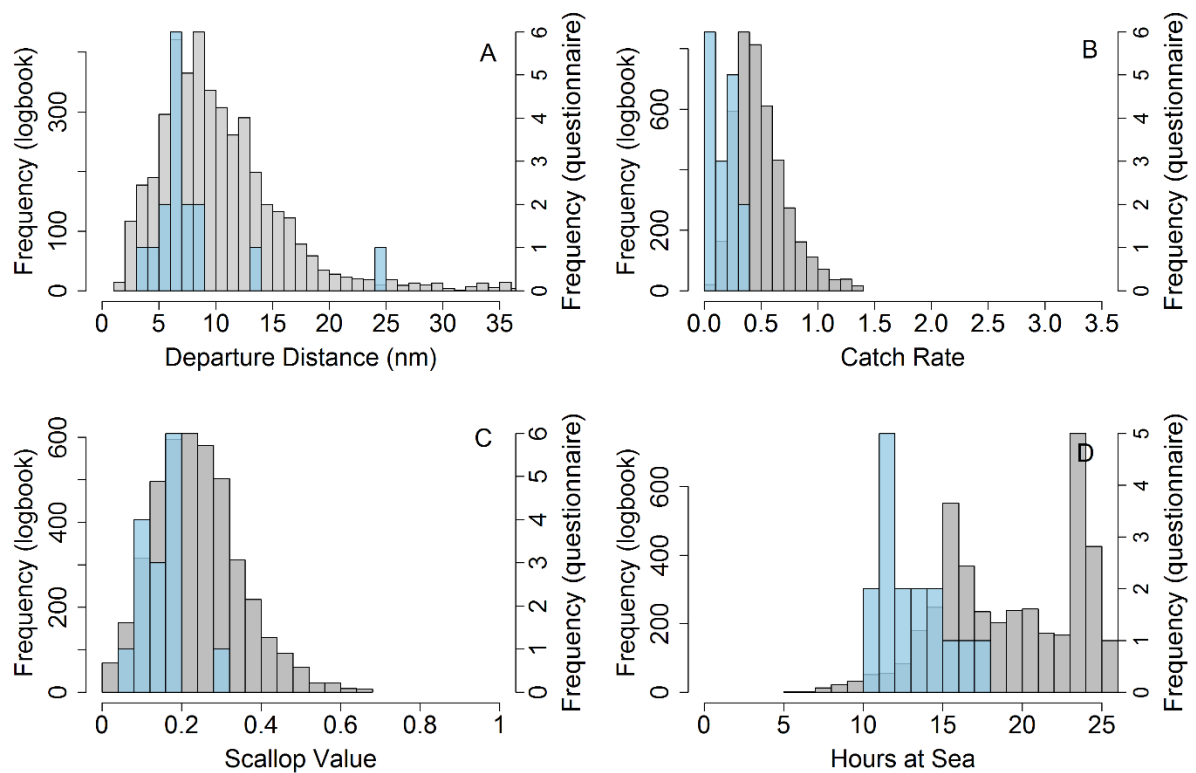 A
Frequency (logbook)
100
300
0 1 2 3 4 5 6
Frequency (questionnaire)
0 5 10 15 20 25 30 35
Departure Distance (nm)
B
Frequency (logbook)
0 200 600
0 1 2 3 4 5 6
Frequency (questionnaire)
0.0 0.5 1.0 1.5 2.0 2.5 3.0 3.5
Catch Rate
C
Frequency (logbook)
0 200 400 600
0 1 2 3 4 5 6
Frequency (questionnaire)
0 0.2 0.4 0.6 0.8 1
Scallop Value
D
Frequency (logbook)
0 200 400 600
0 1 2 3 4 5
Frequency (questionnaire)
0 5 10 15 20 25
Hours at Sea